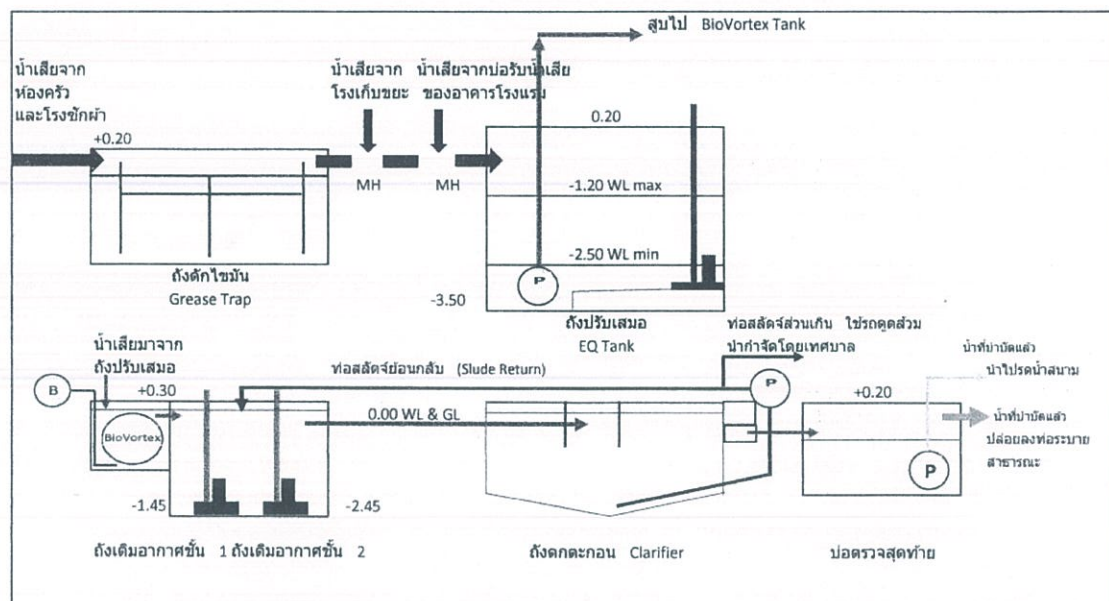 สูบไป BioVortex Tank
น้ำเสียจาก
ห้องครัว
และโรงซักผ้า
น้ำเสียจาก
โรงเก็บขยะ
น้ำเสียจากบ่อรับน้ำเสีย
ของอาคารโรงแรม
+0.20
0.20
MH
MH
-1.20 WL max
-2.50 WL min
P
-3.50
ถังดักไขมัน
Grease Trap
ถังปรับเสมอ
EQ Tank
น้ำเสียมาจาก
ถังปรับเสมอ
ท่อสลัดจ์ย้อนกลับ (Slude Return)
ท่อสลัดจ์ส่วนเกิน ใช้รถดูดส้วม
นำกำจัดโดยเทศบาล
น้ำที่บำบัดแล้ว
นำไปรดน้ำสนาม
B
+0.30
P
+0.20
BioVortex
0.00 WL & GL
น้ำที่บำบัดแล้ว
ปล่อยลงท่อระบาย
สาธารณะ
P
-1.45
-2.45
ถังเติมอากาศชั้น 1
ถังเติมอากาศชั้น 2
ถังตกตะกอน Clarifier
บ่อตรวจสุดท้าย